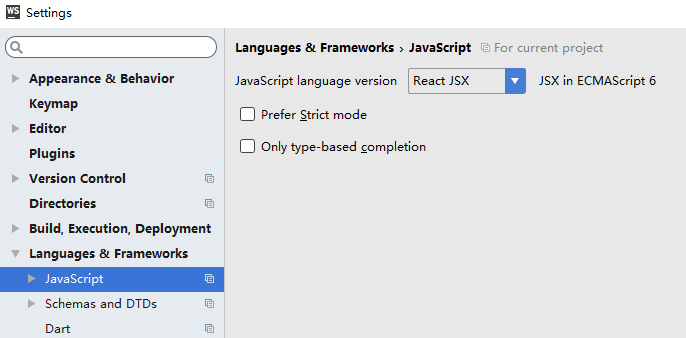 WS Settings
Appearance & Behavior
Keymap
Editor
Plugins
Version Control
Directories
Build, Execution, Deployment
Languages & Frameworks
JavaScript
Schemas and DTDs
Dart
Languages & Frameworks › JavaScript For current project
JavaScript language version React JSX JSX in ECMAScript 6
Prefer Strict mode
Only type-based completion